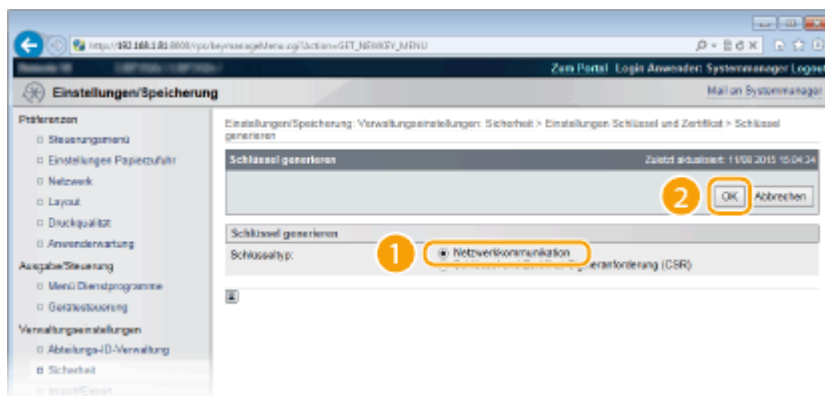 http://192.168.1.81:8000/rps/keymanageMenu.cgi?Action=GET_NEWKEY_MENU
Zum Portal Login Anwender: Systemmanager Logout
Einstellungen/Speicherung
Mail an Systemmanager
Präferenzen
Steuerungsmenü
Einstellungen Papierzufuhr
Netzwerk
Layout
Druckqualität
Anwenderwartung
Ausgabe/Steuerung
Menü Dienstprogramme
Gerätesteuerung
Verwaltungseinstellungen
Abteilungs-ID-Verwaltung
Sicherheit
Import/Export
Einstellungen/Speicherung: Verwaltungseinstellungen: Sicherheit > Einstellungen Schlüssel und Zertifikat > Schlüssel
generieren
Schlüssel generieren
Zuletzt aktualisiert: 11/08 2015 15:04:34
2
OK Abbrechen
Schlüssel generieren
Schlüsseltyp:
1
Netzwerkkommunikation
(CSR)